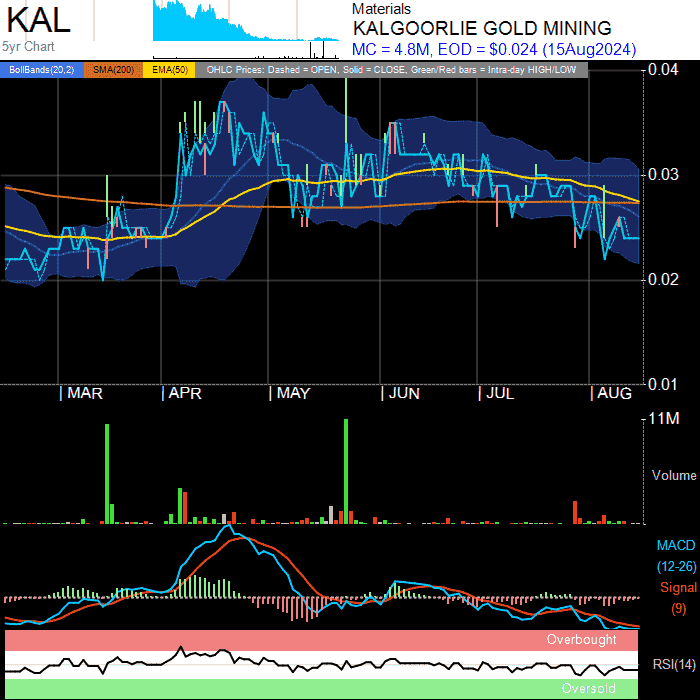 KAL
5yr Chart
Materials
KALGOORLIE GOLD MINING
MC = 4.8M, EOD = $0.024 (15Aug2024)
BollBands(20,2) SMA(200) EMA(50) OHLC Prices: Dashed = OPEN, Solid = CLOSE, Green/Red bars = Intra-day HIGH/LOW
0.04
0.03
0.02
0.01
| MAR | APR | MAY | JUN | JUL | AUG
11M
Volume
MACD
(12-26)
Signal
(9)
Overbought
RSI(14)
Oversold